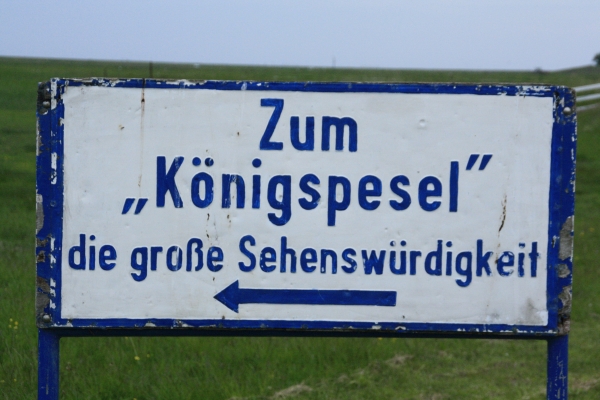 Zum
„Königspesel”
die große Sehenswürdigkeit